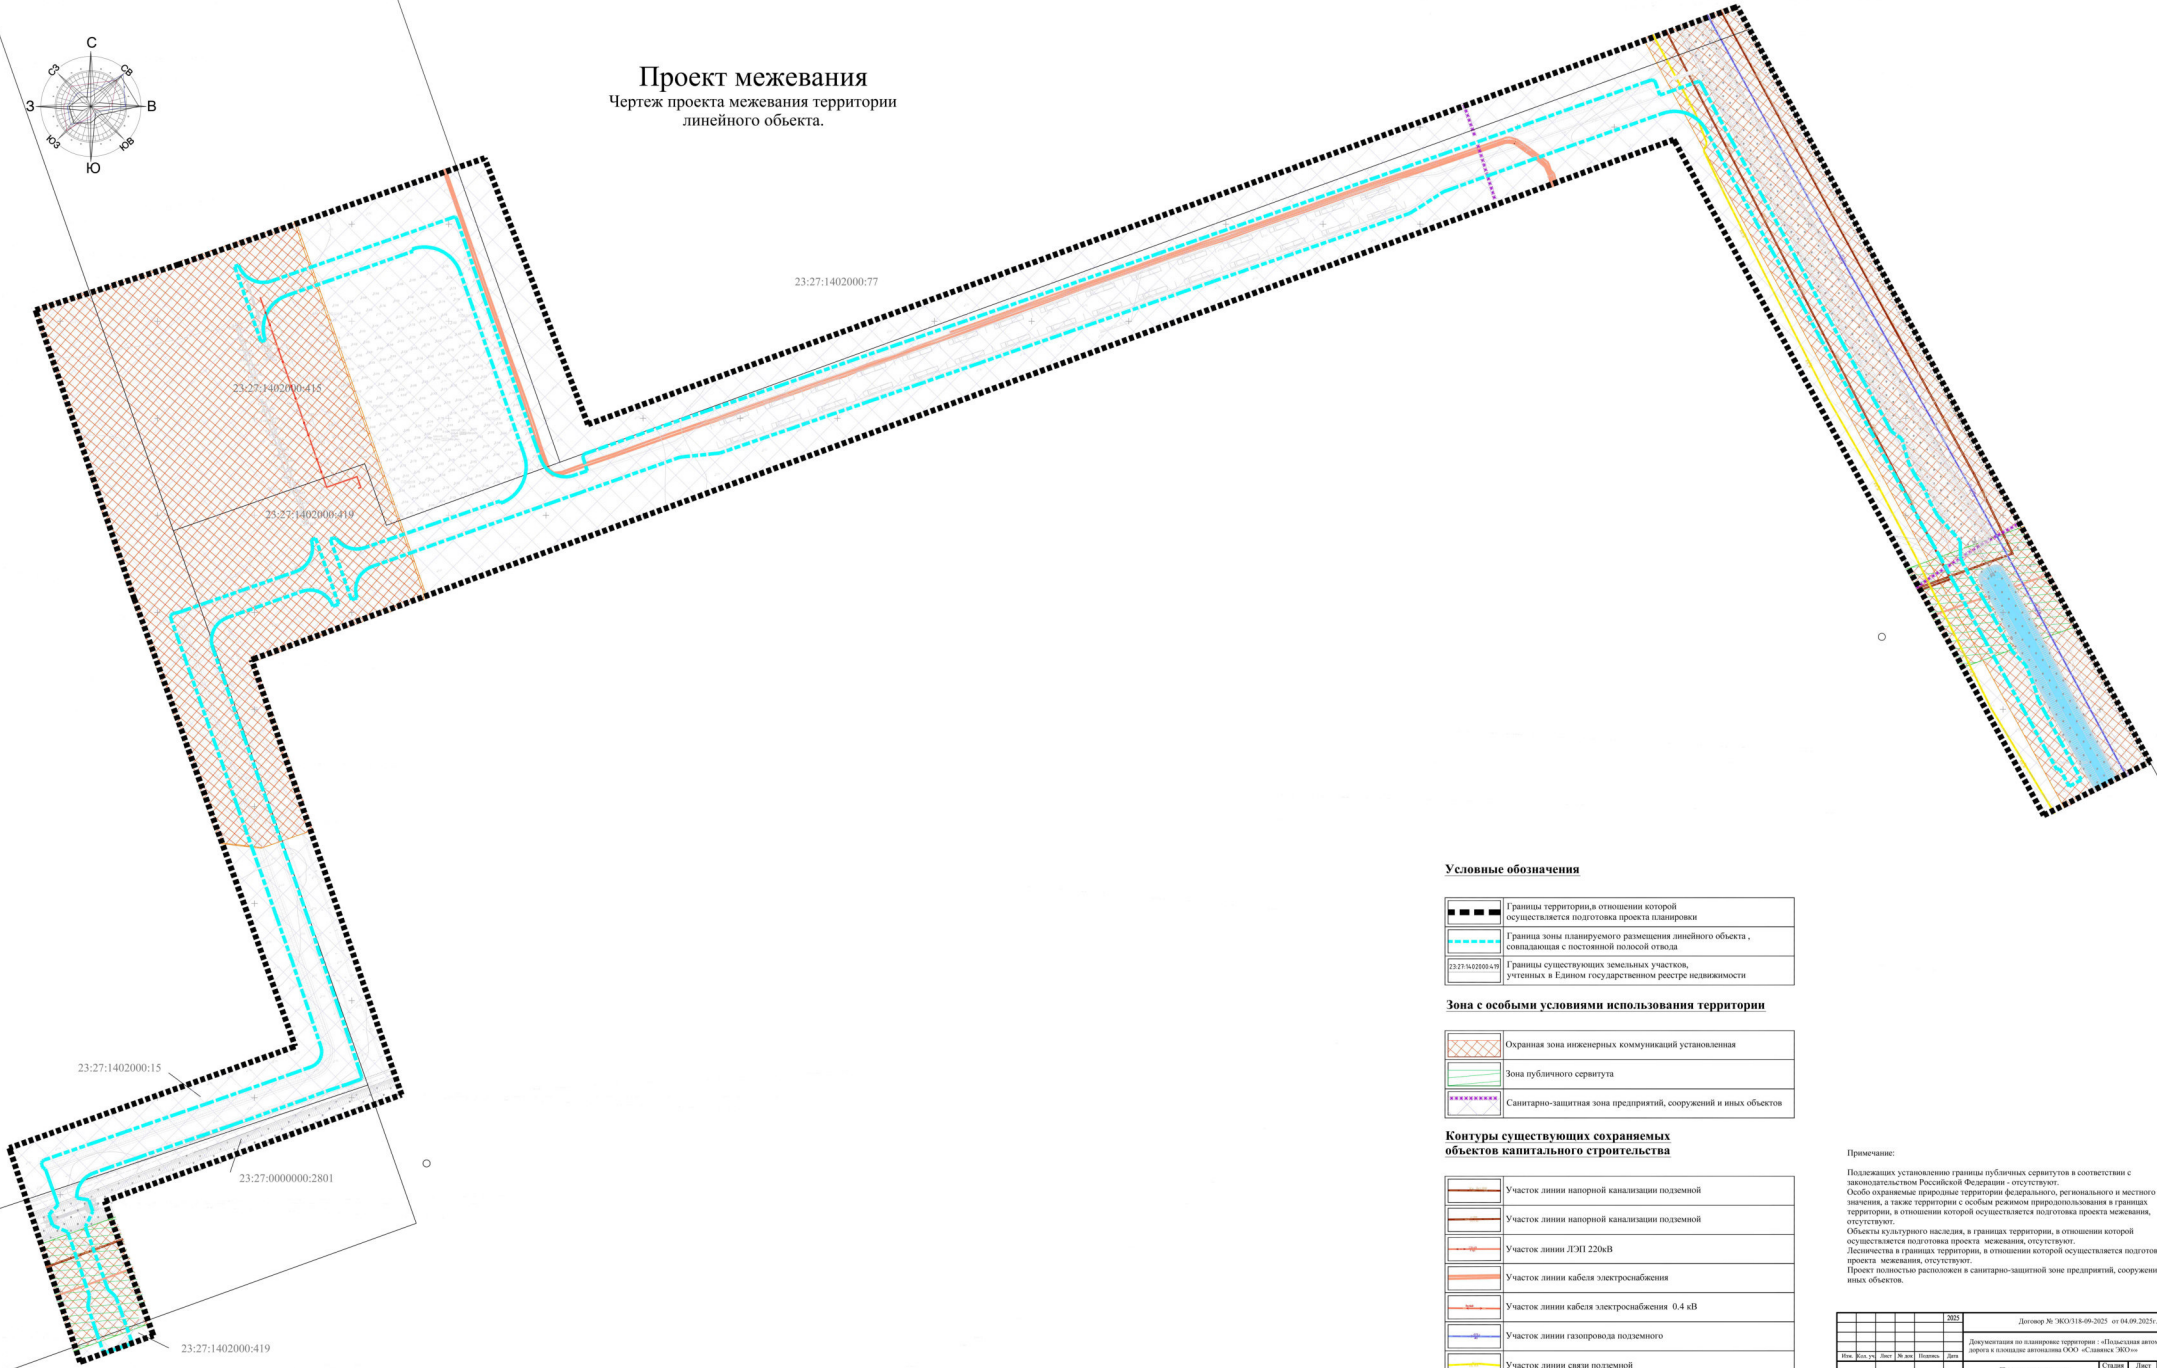 С
СЗ
СВ
З
В
ЮЗ
ЮВ
Ю
Проект межевания
Чертеж проекта межевания территории
линейного обьекта.
23:27:1402000:77
23:27:1402000:415
23:27:1402000:419
23:27:1402000:15
23:27:0000000:2801
23:27:1402000:419
Условные обозначения
Границы территории,в отношении которой
осуществляется подготовка проекта планировки
Граница зоны планируемого размещения линейного объекта ,
совпадающая с постоянной полосой отвода
23:27:1402000:419
Границы существующих земельных участков,
учтенных в Едином государственном реестре недвижимости
Зона с особыми условиями использования территории
Охранная зона инженерных коммуникаций установленная
Зона публичного сервитута
Санитарно-защитная зона предприятий, сооружений и иных объектов
Контуры существующих сохраняемых
объектов капитального строительства
Участок линии напорной канализации подземной
Участок линии напорной канализации подземной
Участок линии ЛЭП 220кВ
Участок линии кабеля электроснабжения
Участок линии кабеля электроснабжения 0.4 кВ
Участок линии газопровода подземного
Участок линии связи подземной
Примечание:
Подлежащих установлению границы публичных сервитутов в соответствии с
законодательством Российской Федерации - отсутствуют.
Особо охраняемые природные территории федерального, регионального и местного
значения, а также территории с особым режимом природопользования в границах
территории, в отношении которой осуществляется подготовка проекта межевания,
отсутствуют.
Объекты культурного наследия, в границах территории, в отношении которой
осуществляется подготовка проекта межевания, отсутствуют.
Лесничества в границах территории, в отношении которой осуществляется подготов
проекта межевания, отсутствуют.
Проект полностью расположен в санитарно-защитной зоне предприятий, сооружени
иных объектов.
2025
Договор № ЭКО/318-09-2025 от 04.09.2025г.
Документация по планировке территории : «Подъездная автом
дорога к площадке автоналива ООО «Славянск ЭКО»»
Изм. Кол. уч Лист № док Подпись Дата
Стадия Лист